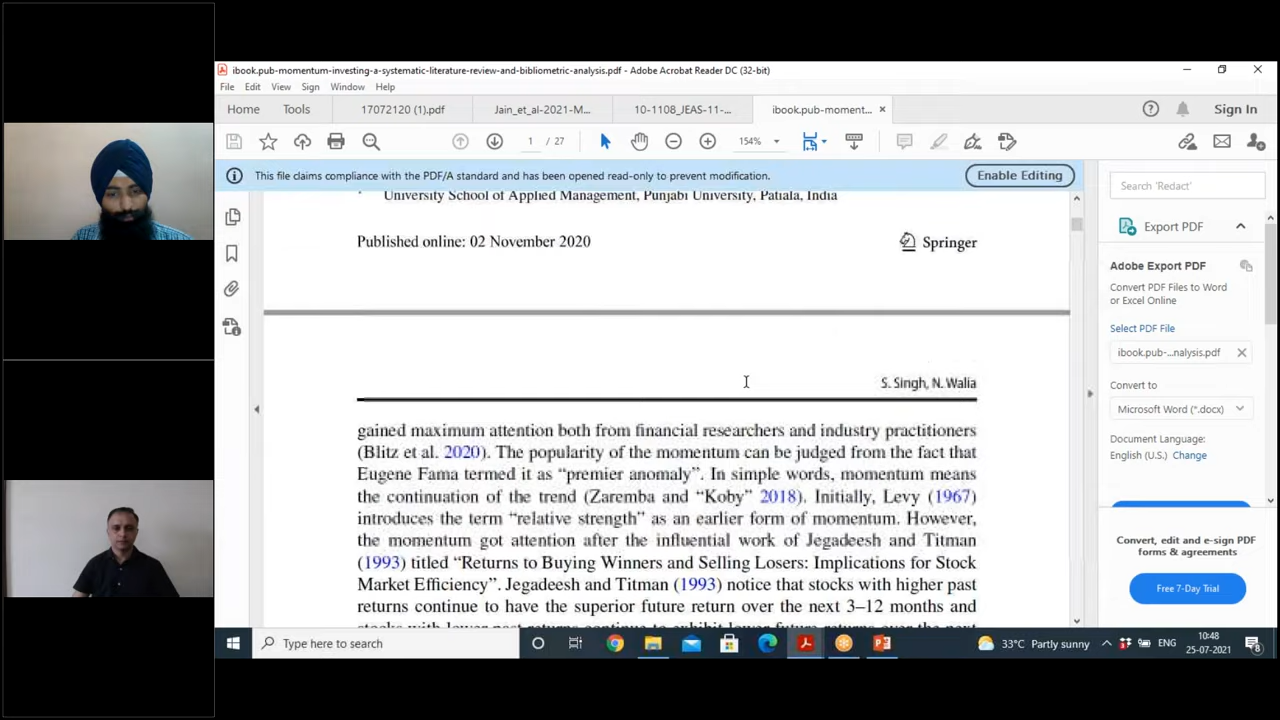 ibook.pub-momentum-investing-a-systematic-literature-review-and-bibliometric-analysis.pdf - Adobe Acrobat Reader DC (32-bit)
File Edit View Sign Window Help
Home Tools 17072120 (1).pdf Jain_et_al-2021-M... 10-1108_JEAS-11-... ibook.pub-moment... × Sign In
1 / 27 154%
This file claims compliance with the PDF/A standard and has been opened read-only to prevent modification. Enable Editing
University School of Applied Management, Punjabi University, Patiala, India
Published online: 02 November 2020
Springer
S. Singh, N. Walia
gained maximum attention both from financial researchers and industry practitioners
(Blitz et al. 2020). The popularity of the momentum can be judged from the fact that
Eugene Fama termed it as “premier anomaly”. In simple words, momentum means
the continuation of the trend (Zaremba and “Koby” 2018). Initially, Levy (1967)
introduces the term “relative strength” as an earlier form of momentum. However,
the momentum got attention after the influential work of Jegadeesh and Titman
(1993) titled “Returns to Buying Winners and Selling Losers: Implications for Stock
Market Efficiency”. Jegadeesh and Titman (1993) notice that stocks with higher past
returns continue to have the superior future return over the next 3–12 months and
Search 'Redact'
Export PDF
Adobe Export PDF
Convert PDF Files to Word
or Excel Online
Select PDF File
ibook.pub-...nalysis.pdf
Convert to
Microsoft Word (*.docx)
Document Language:
English (U.S.) Change
Convert, edit and e-sign PDF
forms & agreements
Free 7-Day Trial
Type here to search
33°C Partly sunny
ENG
10:48
25-07-2021
8